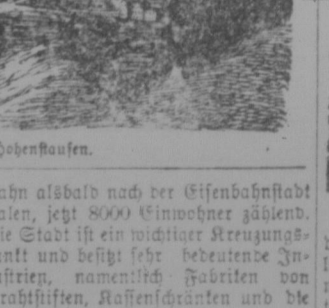 Hohenstaufen.
ahn alsbald nach der Eisenbahnstadt
alen, jetzt 8000 Einwohner zählend.
ie Stadt ist ein wichtiger Kreuzungs-
unkt und besitzt sehr bedeutende In-
ustrien, namentlich Fabriken von
rahtstiften, Kassenschränken und die